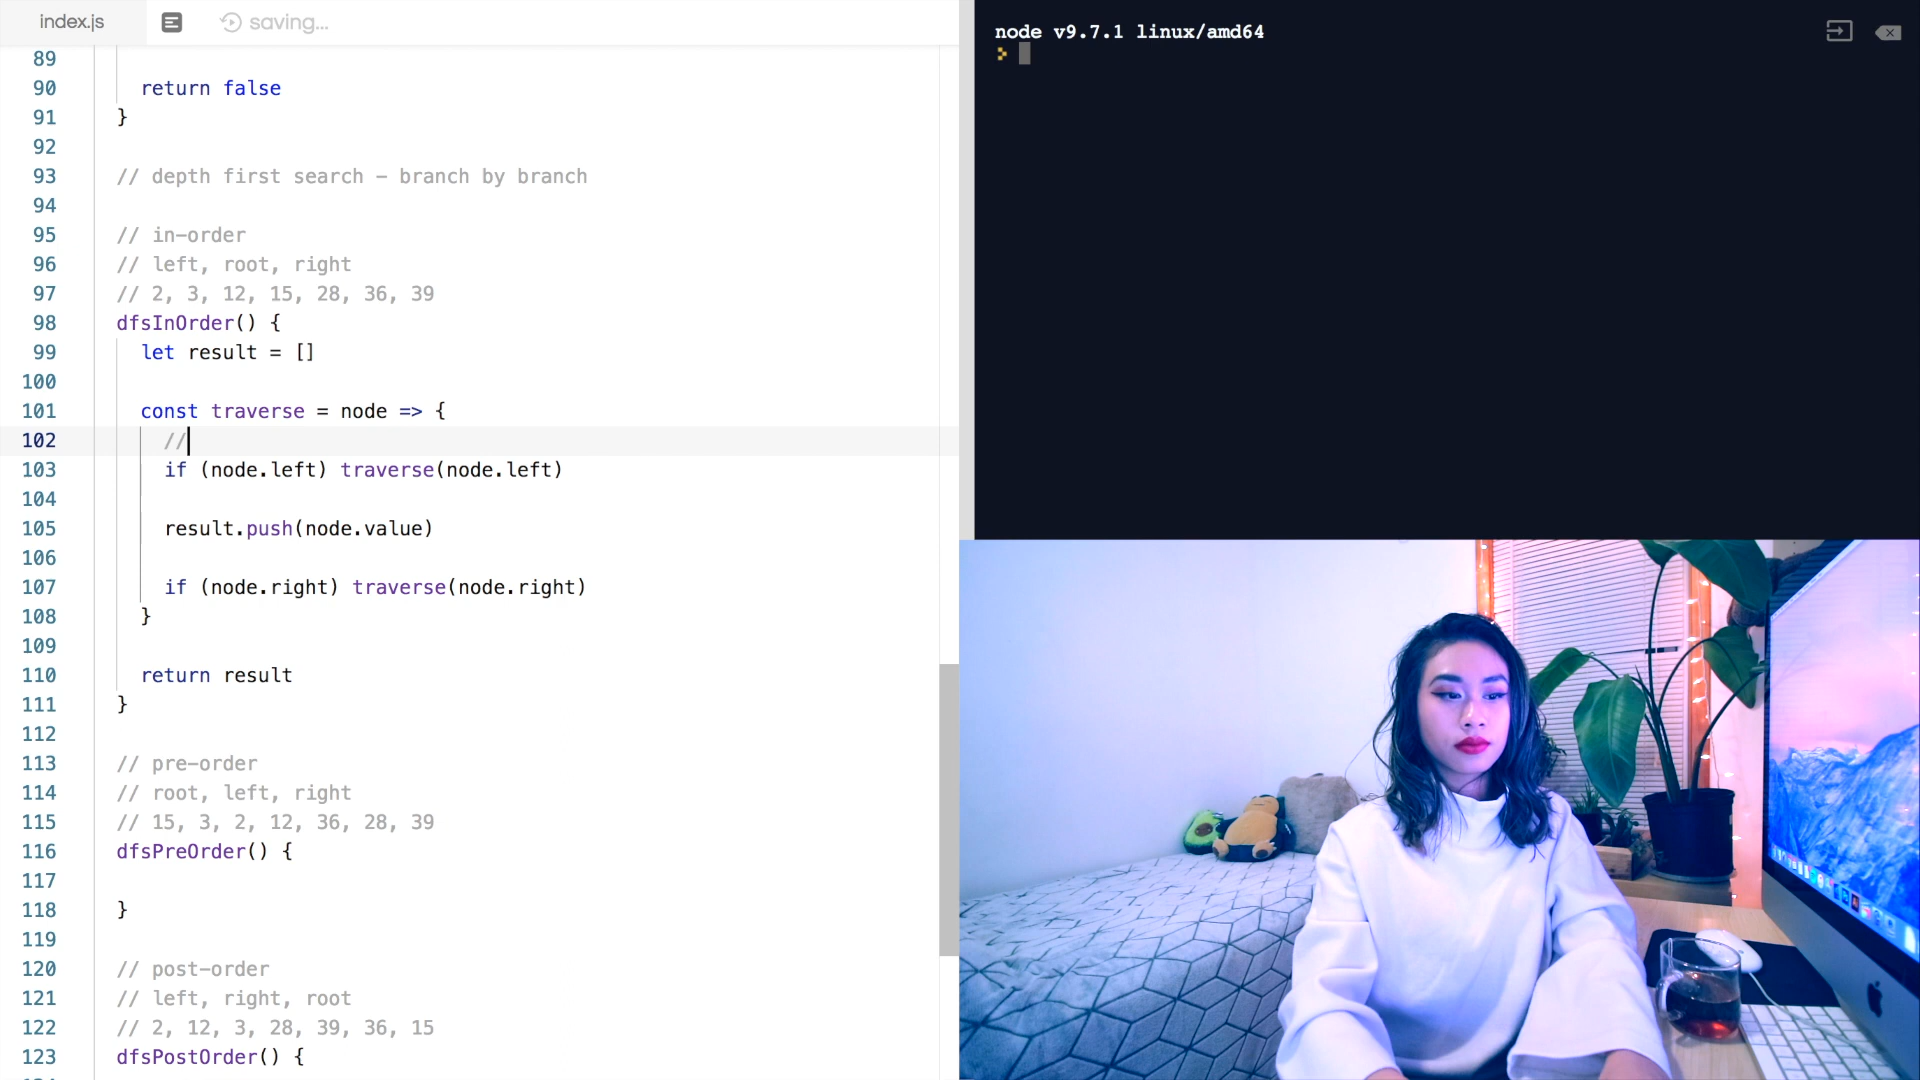 index.js
saving...
89
90 return false
91 }
92
93 // depth first search - branch by branch
94
95 // in-order
96 // left, root, right
97 // 2, 3, 12, 15, 28, 36, 39
98 dfsInOrder() {
99 let result = []
100
101 const traverse = node => {
102 //
103 if (node.left) traverse(node.left)
104
105 result.push(node.value)
106
107 if (node.right) traverse(node.right)
108 }
109
110 return result
111 }
112
113 // pre-order
114 // root, left, right
115 // 15, 3, 2, 12, 36, 28, 39
116 dfsPreOrder() {
117
118 }
119
120 // post-order
121 // left, right, root
122 // 2, 12, 3, 28, 39, 36, 15
123 dfsPostOrder() {
node v9.7.1 linux/amd64
>